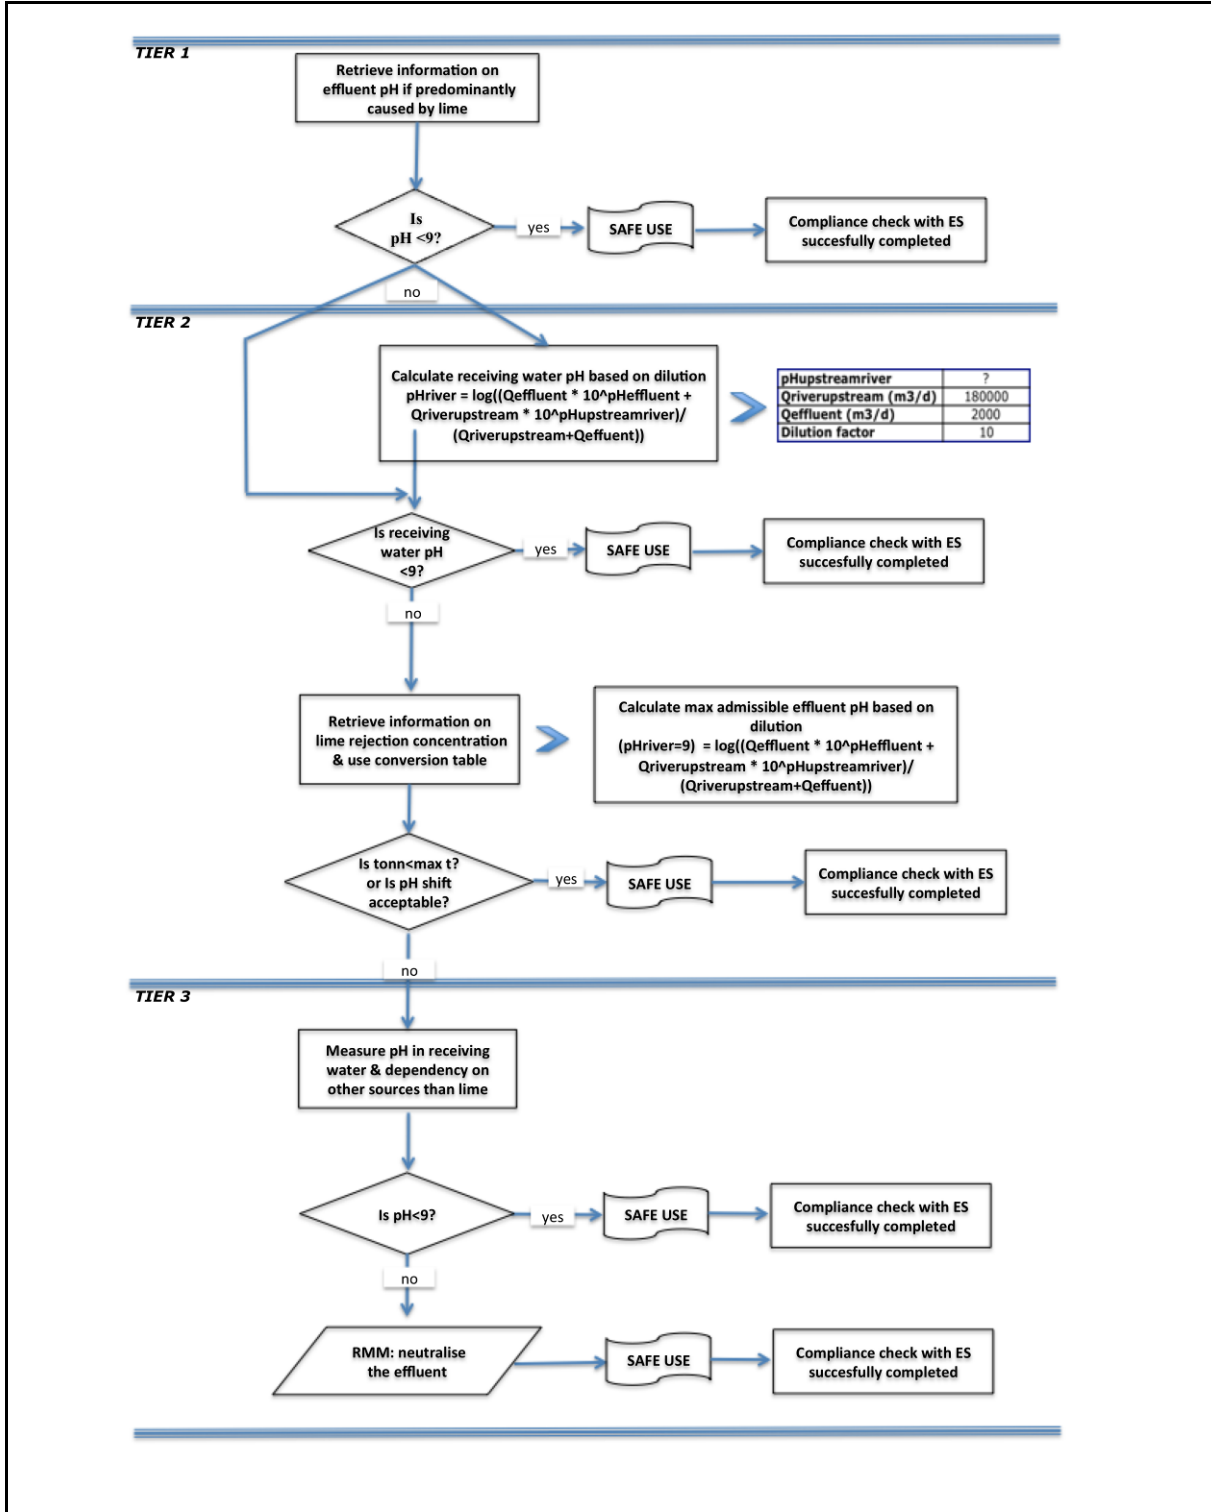 TIER 1
Retrieve information on
effluent pH if predominantly
caused by lime
Is
pH <9?
yes
SAFE USE
Compliance check with ES
succesfully completed
no
TIER 2
Calculate receiving water pH based on dilution
pHriver = log((Qeffluent * 10^pHeffluent +
Qriverupstream * 10^pHupstreamriver)/
(Qriverupstream+Qeffuent))
pHupstreamriver ?
Qriverupstream (m3/d) 180000
Qeffluent (m3/d) 2000
Dilution factor 10
Is receiving
water pH
<9?
yes
SAFE USE
Compliance check with ES
succesfully completed
no
Retrieve information on
lime rejection concentration
& use conversion table
Calculate max admissible effluent pH based on
dilution
(pHriver=9) = log((Qeffluent * 10^pHeffluent +
Qriverupstream * 10^pHupstreamriver)/
(Qriverupstream+Qeffuent))
Is tonn<max t?
or Is pH shift
acceptable?
yes
SAFE USE
Compliance check with ES
succesfully completed
no
TIER 3
Measure pH in receiving
water & dependency on
other sources than lime
Is pH<9?
yes
SAFE USE
Compliance check with ES
succesfully completed
no
RMM: neutralise
the effluent
SAFE USE
Compliance check with ES
succesfully completed